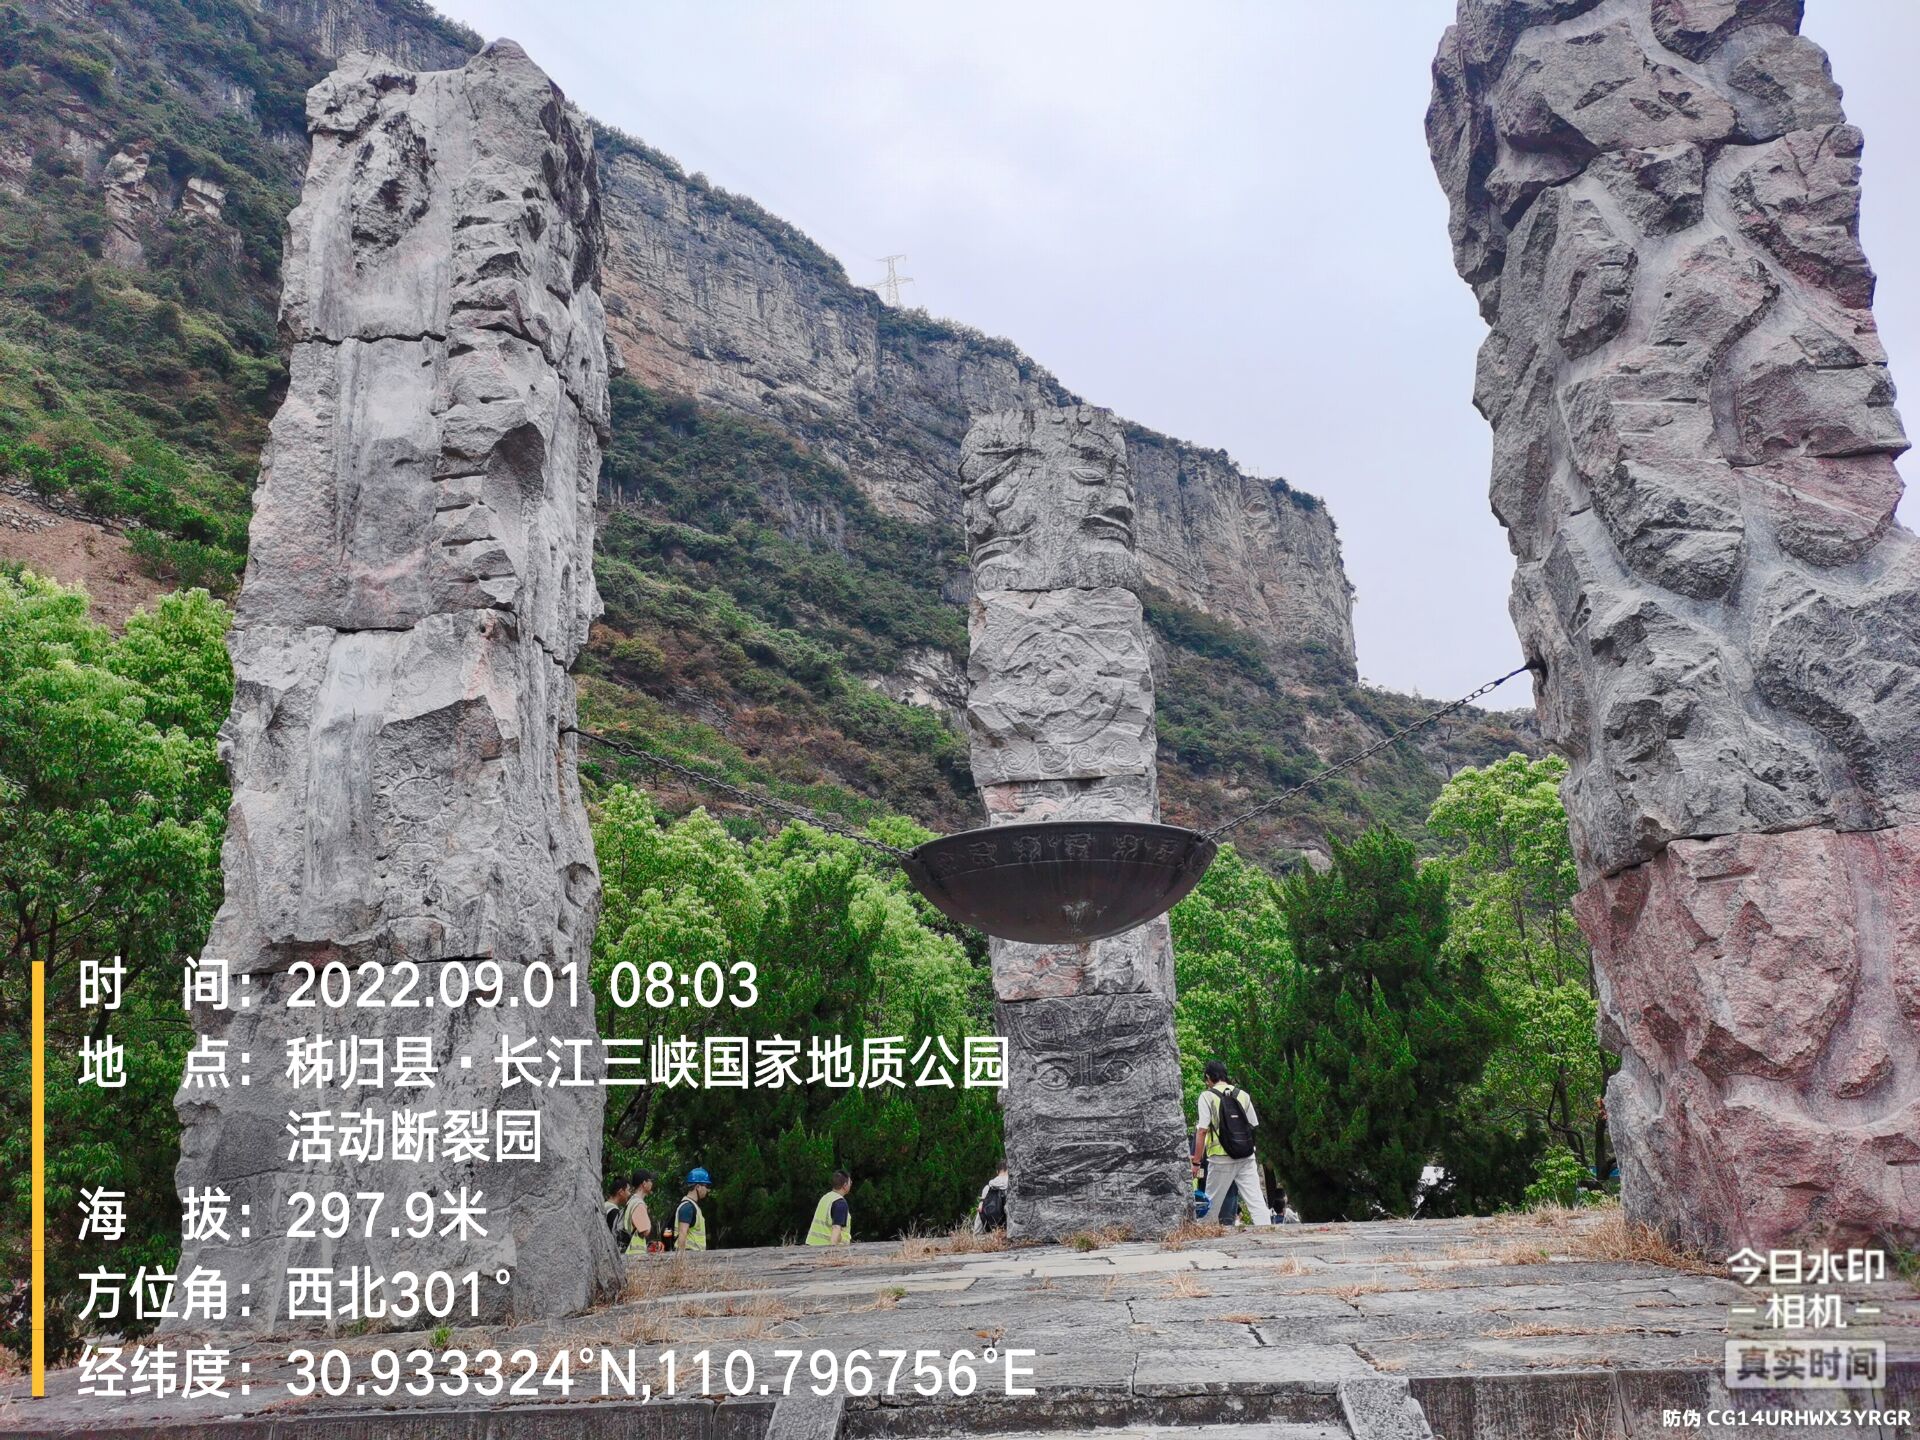 时 间：2022.09.01 08:03
地 点：秭归县·长江三峡国家地质公园
活动断裂园
海 拔：297.9米
方位角：西北301°
经纬度：30.933324°N,110.796756°E
今日水印
-相机-
真实时间
防伪 CG14URHWX3YRGR